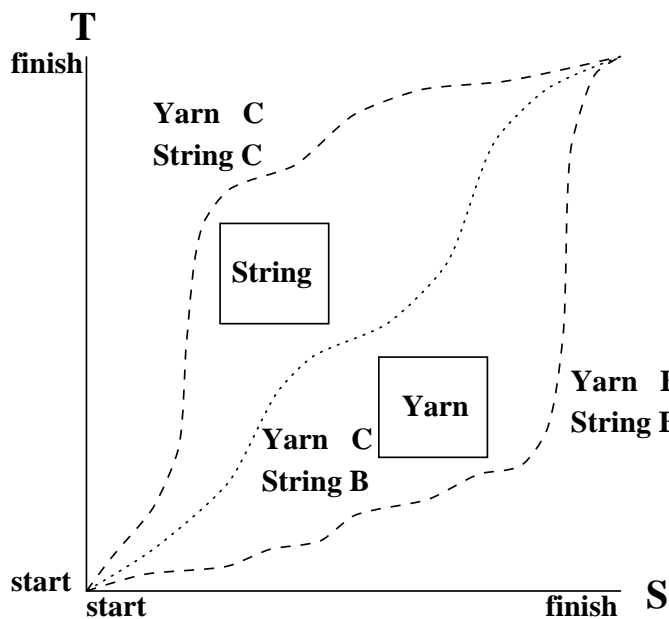 T
finish
Yarn C
String C
String
Yarn
Yarn
String
Yarn C
String B
start
start
finish
S